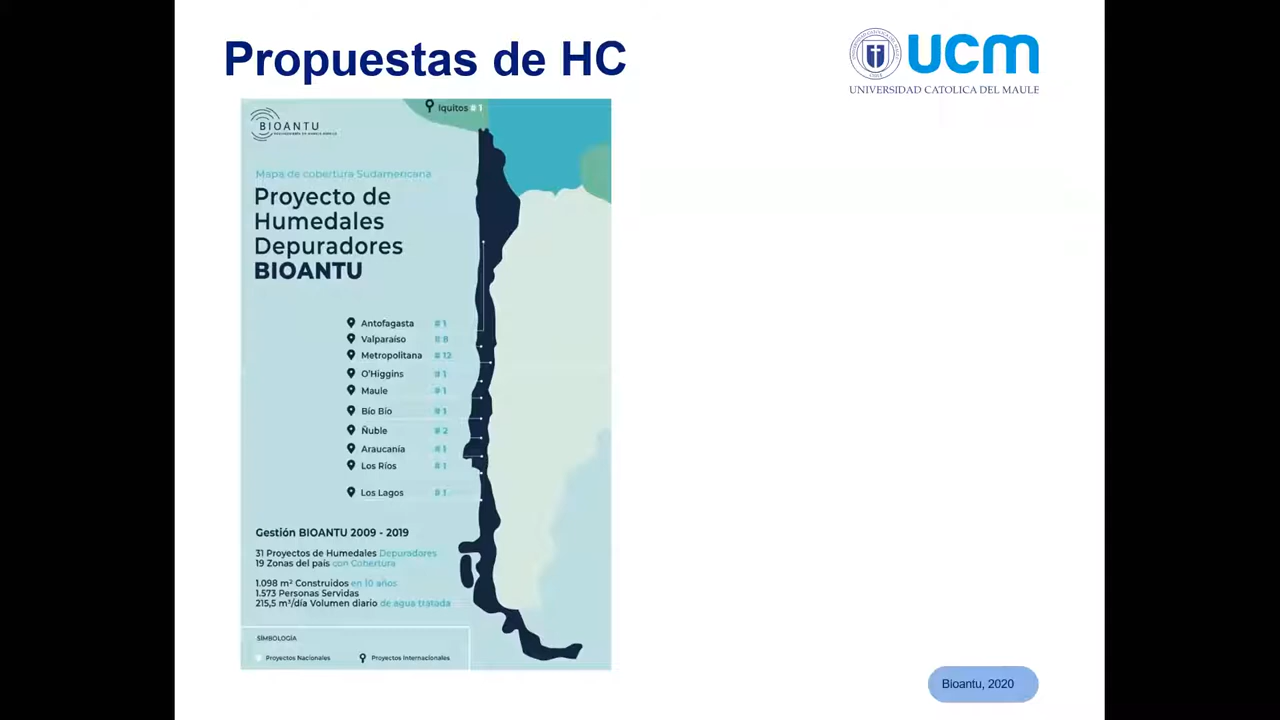 Propuestas de HC
ucm
UNIVERSIDAD CATOLICA DEL MAULE
Iquitos # 1
BIOANTU
Mapa de cobertura Sudamericana
Proyecto de
Humedales
Depuradores
BIOANTU
Antofagasta # 1
Valparaíso # 8
Metropolitana # 12
O'Higgins # 1
Maule # 1
Bío Bío # 1
Ñuble # 2
Araucanía # 1
Los Ríos # 1
Los Lagos # 1
Gestión BIOANTU 2009 - 2019
31 Proyectos de Humedales Depuradores
19 Zonas del país con Cobertura
1.098 m² Construidos en 10 años
1.573 Personas Servidas
215,5 m³/día Volumen diario de agua tratada
SIMBOLOGÍA
Proyectos Nacionales
Proyectos Internacionales
Bioantu, 2020